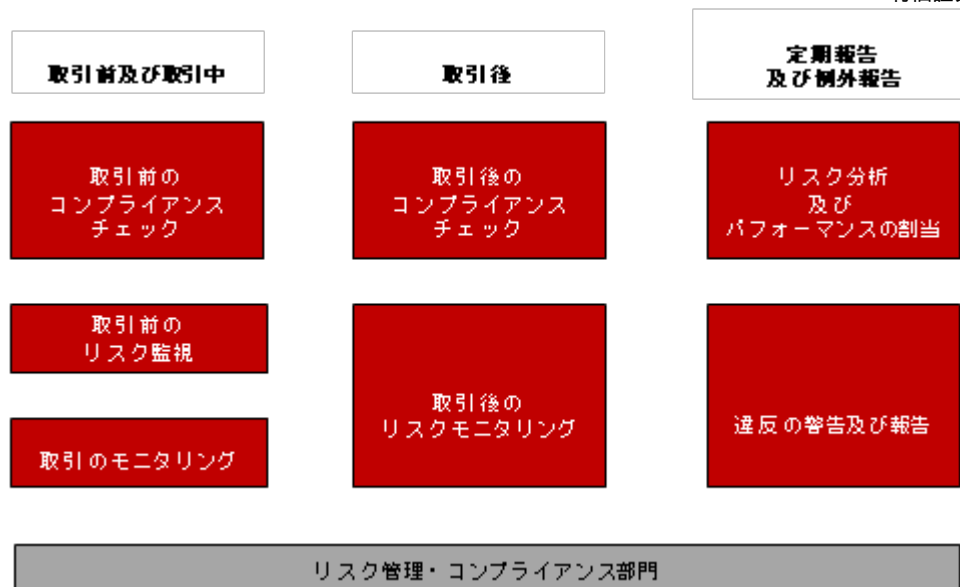 取引前及び取引中
取引後
定期報告
及び例外報告
取引前の
コンプライアンス
チェック
取引後の
コンプライアンス
チェック
リスク分析
及び
パフォーマンスの割当
取引前の
リスク監視
取引のモニタリング
取引後の
リスクモニタリング
違反の警告及び報告
リスク管理・コンプライアンス部門